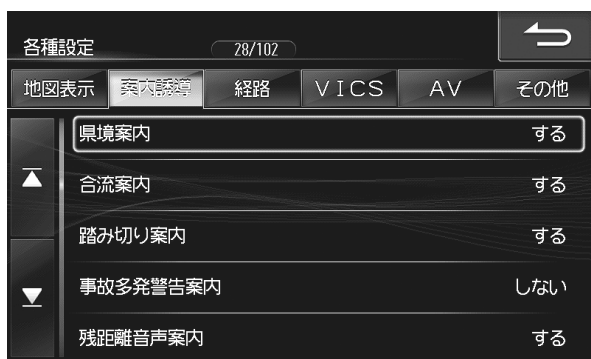 各種設定 28/102
地図表示 案内誘導 経路 VICS AV その他
県境案内 する
合流案内 する
踏み切り案内 する
事故多発警告案内 しない
残距離音声案内 する